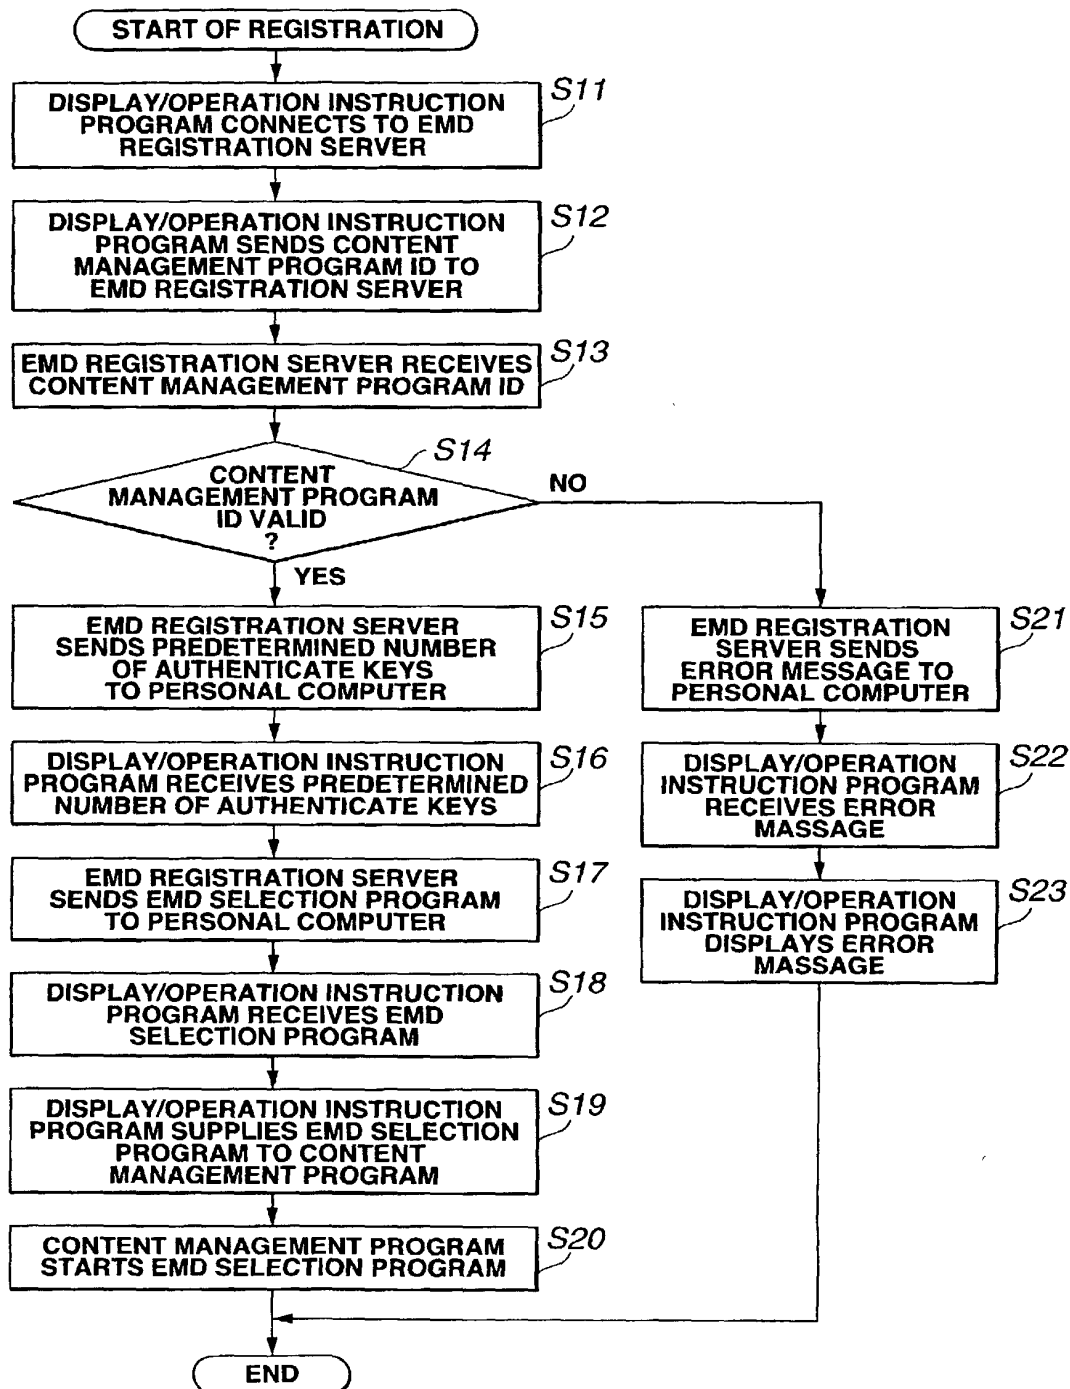 START OF REGISTRATION
S11
DISPLAY/OPERATION INSTRUCTION
PROGRAM CONNECTS TO EMD
REGISTRATION SERVER
S12
DISPLAY/OPERATION INSTRUCTION
PROGRAM SENDS CONTENT
MANAGEMENT PROGRAM ID TO
EMD REGISTRATION SERVER
S13
EMD REGISTRATION SERVER RECEIVES
CONTENT MANAGEMENT PROGRAM ID
S14
CONTENT
MANAGEMENT PROGRAM
ID VALID
?
NO
YES
S15
EMD REGISTRATION SERVER
SENDS PREDETERMINED NUMBER
OF AUTHENTICATE KEYS
TO PERSONAL COMPUTER
S16
DISPLAY/OPERATION INSTRUCTION
PROGRAM RECEIVES PREDETERMINED
NUMBER OF AUTHENTICATE KEYS
S17
EMD REGISTRATION SERVER
SENDS EMD SELECTION PROGRAM
TO PERSONAL COMPUTER
S18
DISPLAY/OPERATION INSTRUCTION
PROGRAM RECEIVES EMD
SELECTION PROGRAM
S19
DISPLAY/OPERATION INSTRUCTION
PROGRAM SUPPLIES EMD SELECTION
PROGRAM TO CONTENT
MANAGEMENT PROGRAM
S20
CONTENT MANAGEMENT PROGRAM
STARTS EMD SELECTION PROGRAM
S21
EMD REGISTRATION
SERVER SENDS
ERROR MESSAGE TO
PERSONAL COMPUTER
S22
DISPLAY/OPERATION
INSTRUCTION PROGRAM
RECEIVES ERROR
MASSAGE
S23
DISPLAY/OPERATION
INSTRUCTION PROGRAM
DISPLAYS ERROR
MASSAGE
END